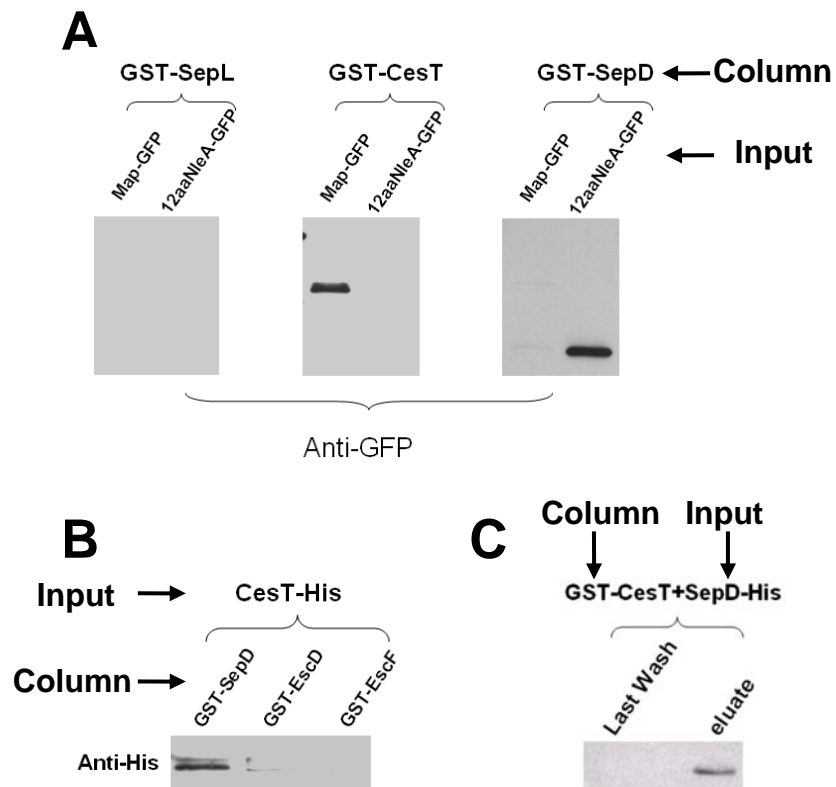 A
GST-SepL GST-CesT GST-SepD Column
Map-GFP 12aaNleA-GFP Map-GFP 12aaNleA-GFP Map-GFP 12aaNleA-GFP Input
Anti-GFP
B
Input CesT-His
Column GST-SepD GST-EscD GST-EscF
Anti-His
C
Column Input
GST-CesT+SepD-His
Last Wash eluate